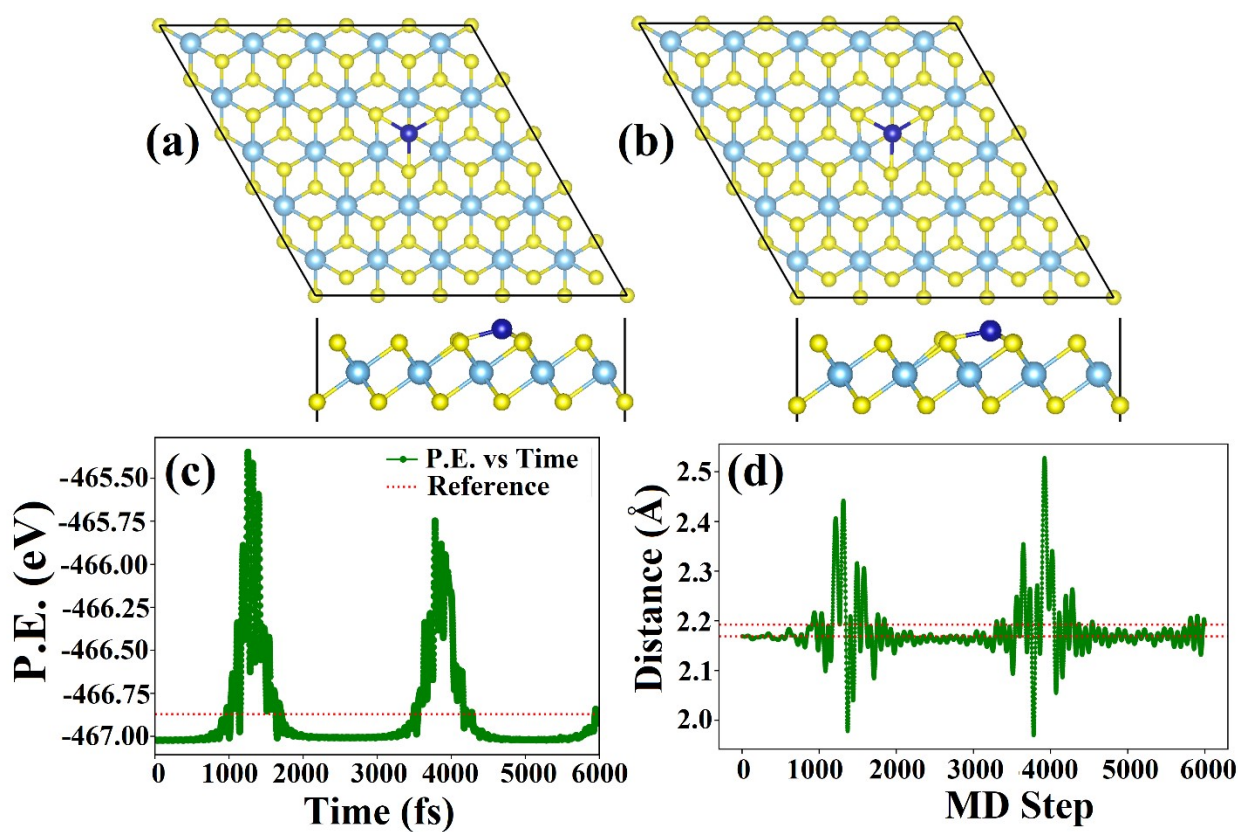 (a)
(b)
(c)
P.E. vs Time
Reference
-465.50
-465.75
-466.00
-466.25
-466.50
-466.75
-467.00
P.E. (eV)
0 1000 2000 3000 4000 5000 6000
Time (fs)
(d)
2.5
2.4
2.3
2.2
2.1
2.0
Distance (Å)
0 1000 2000 3000 4000 5000 6000
MD Step